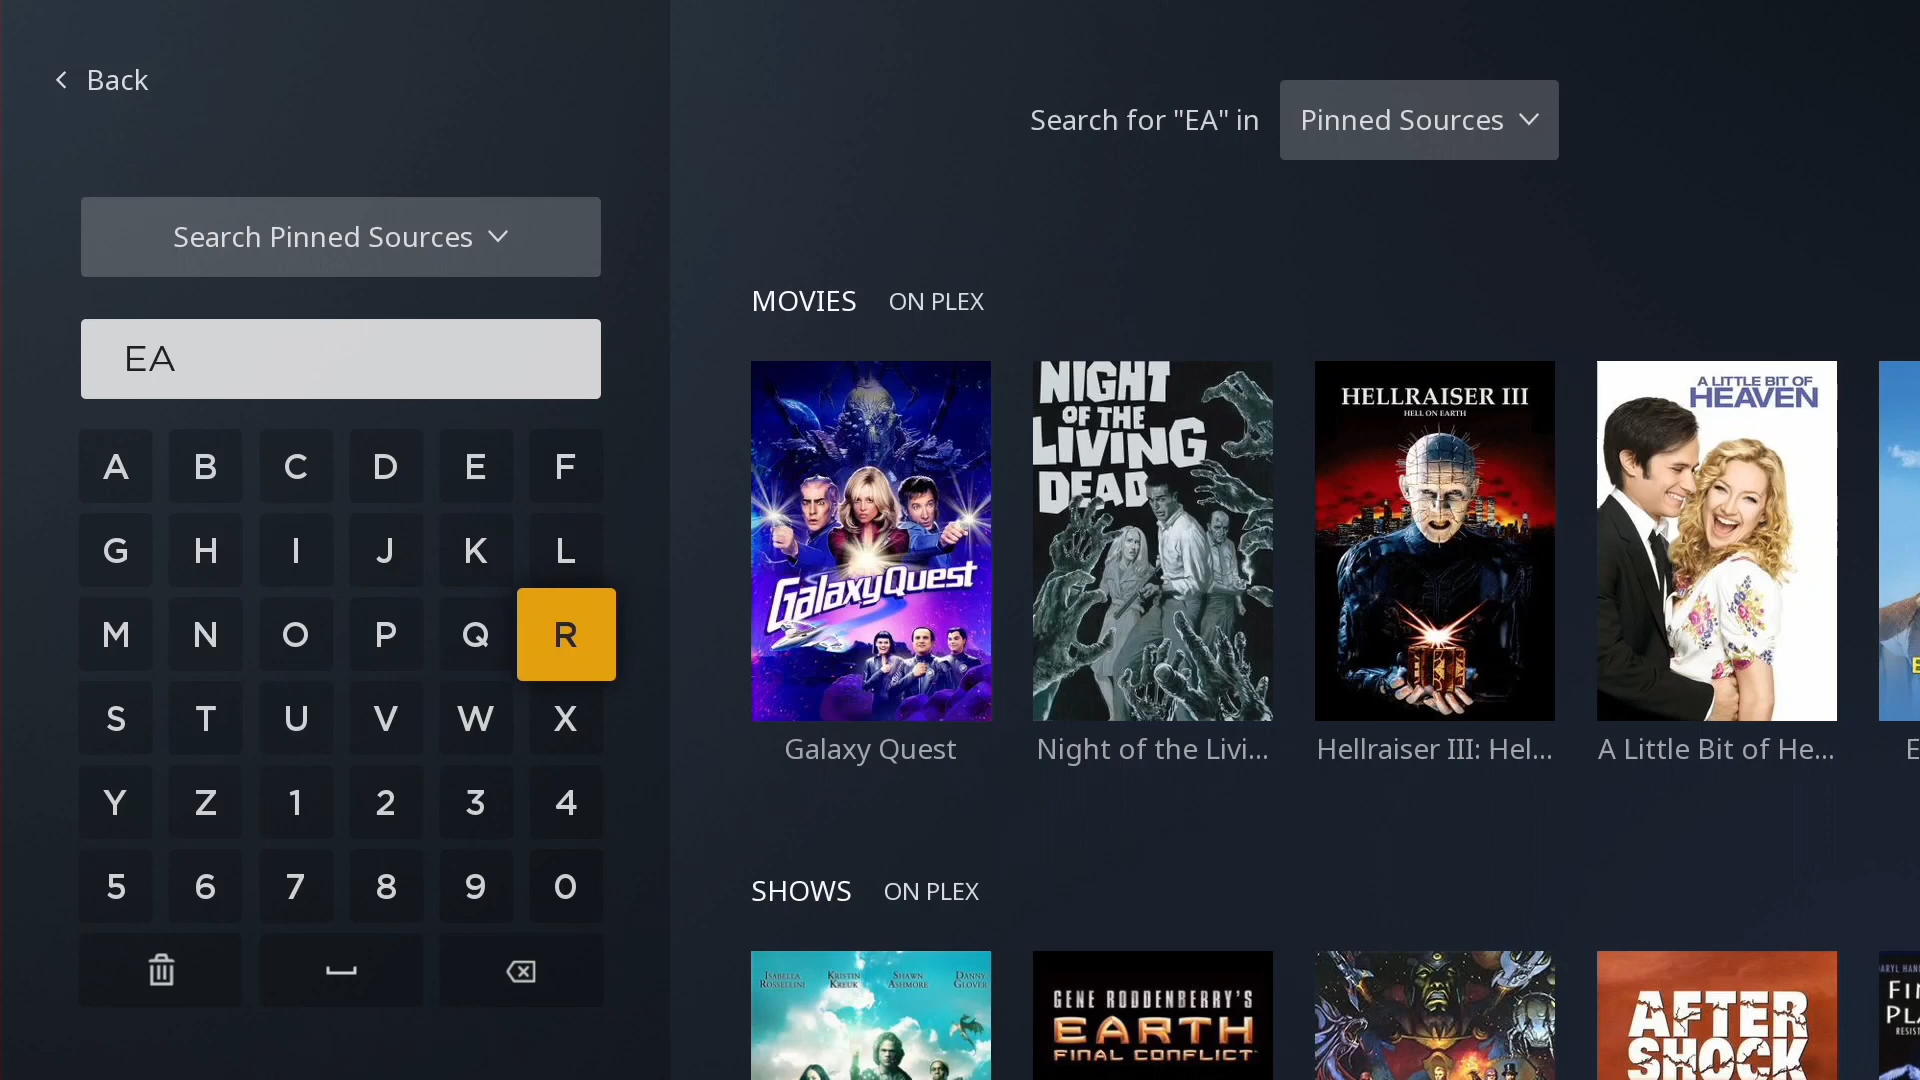 Back
Search for "EA" in
Pinned Sources
Search Pinned Sources
EA
A B C D E F
G H I J K L
M N O P Q R
S T U V W X
Y Z 1 2 3 4
5 6 7 8 9 0
MOVIES ON PLEX
GalaxyQuest
NIGHT
OF THE
LIVING
DEAD
HELLRAISER III
HELL ON EARTH
A LITTLE BIT OF
HEAVEN
Galaxy Quest
Night of the Livi...
Hellraiser III: Hel...
A Little Bit of He...
E
SHOWS ON PLEX
ISABELLA ROSSELLINI
KRISTIN KREUK
SHAWN ASHMORE
DANNY GLOVER
GENE RODDENBERRY'S
EARTH
FINAL CONFLICT
AFTER
SHOCK